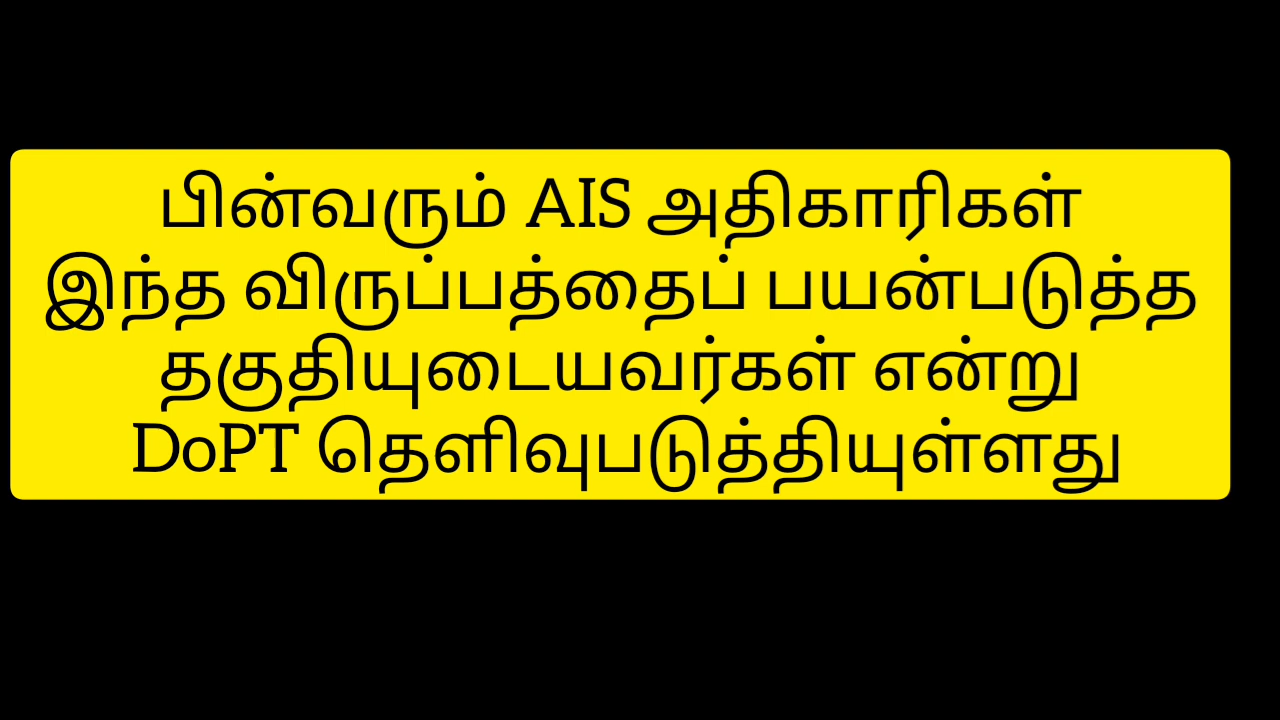 பின்வரும் AIS அதிகாரிகள்
இந்த விருப்பத்தைப் பயன்படுத்த
தகுதியுடையவர்கள் என்று
DoPT தெளிவுபடுத்தியுள்ளது